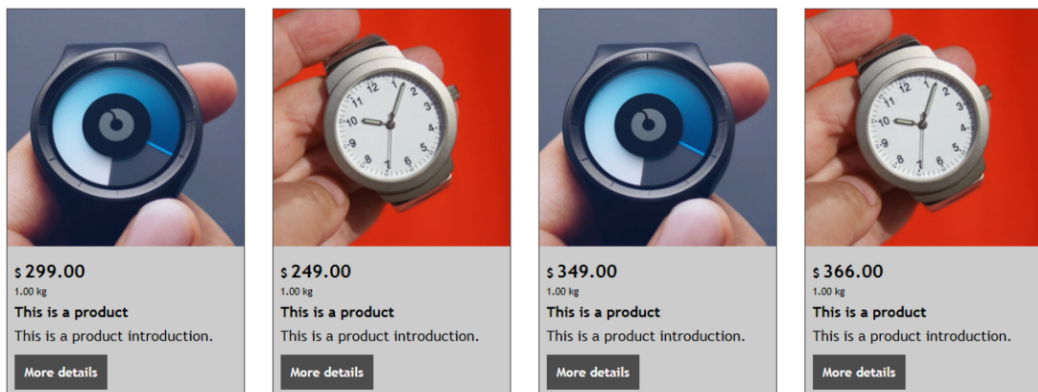 $ 299.00
1.00 kg
This is a product
This is a product introduction.
More details
$ 249.00
1.00 kg
This is a product
This is a product introduction.
More details
$ 349.00
1.00 kg
This is a product
This is a product introduction.
More details
$ 366.00
1.00 kg
This is a product
This is a product introduction.
More details